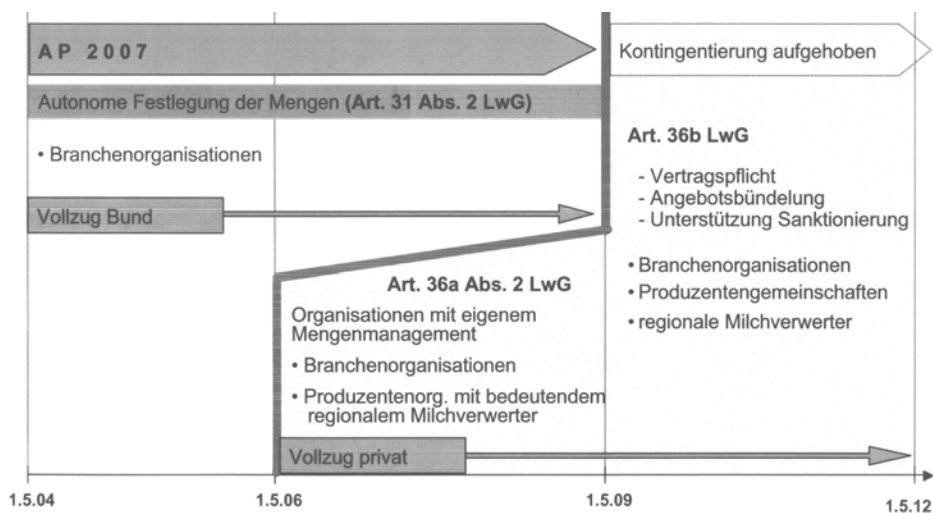 AP 2007
Kontingentierung aufgehoben
Autonome Festlegung der Mengen (Art. 31 Abs. 2 LwG)
• Branchenorganisationen
Vollzug Bund
Art. 36b LwG
- Vertragspflicht
- Angebotsbündelung
- Unterstützung Sanktionierung
• Branchenorganisationen
• Produzentengemeinschaften
• regionale Milchverwerter
Art. 36a Abs. 2 LwG
Organisationen mit eigenem
Mengenmanagement
• Branchenorganisationen
• Produzentenorg. mit bedeutendem
regionalem Milchverwerter
Vollzug privat
1.5.04
1.5.06
1.5.09
1.5.12